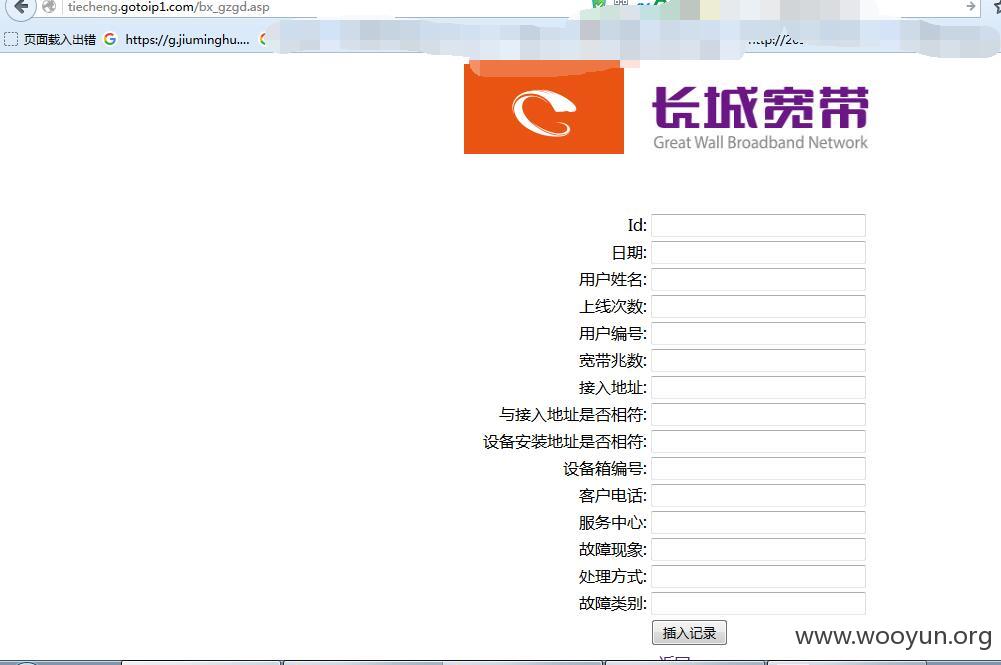 tiecheng.gotoip1.com/bx_gzgd.asp
页面载入出错 https://g.jiuminghu....
长城宽带
Great Wall Broadband Network
Id:
日期:
用户姓名:
上线次数:
用户编号:
宽带兆数:
接入地址:
与接入地址是否相符:
设备安装地址是否相符:
设备箱编号:
客户电话:
服务中心:
故障现象:
处理方式:
故障类别:
插入记录
www.wooyun.org